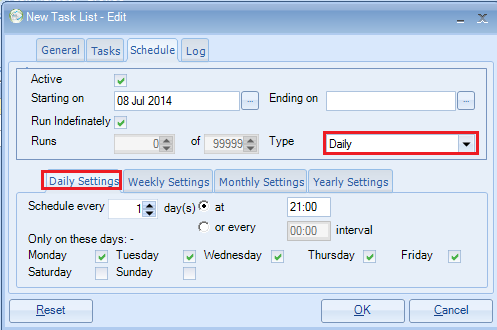 New Task List - Edit
General Tasks Schedule Log
Active
Starting on 08 Jul 2014 ... Ending on ...
Run Indefinately
Runs 0 of 99999 Type Daily
Daily Settings Weekly Settings Monthly Settings Yearly Settings
Schedule every 1 day(s) at 21:00
or every 00:00 interval
Only on these days: -
Monday Tuesday Wednesday Thursday Friday
Saturday Sunday
Reset OK Cancel